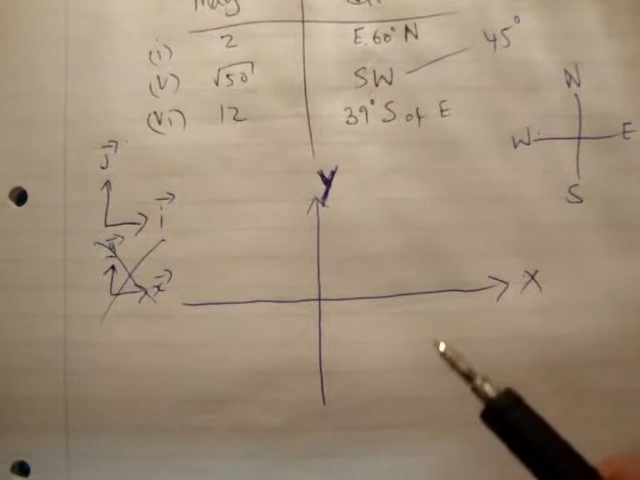 Mag
(i) 2 E 60° N
(V) √50 SW 45°
(Vi) 12 39° S of E
N
W E
S
j
i
Y
X